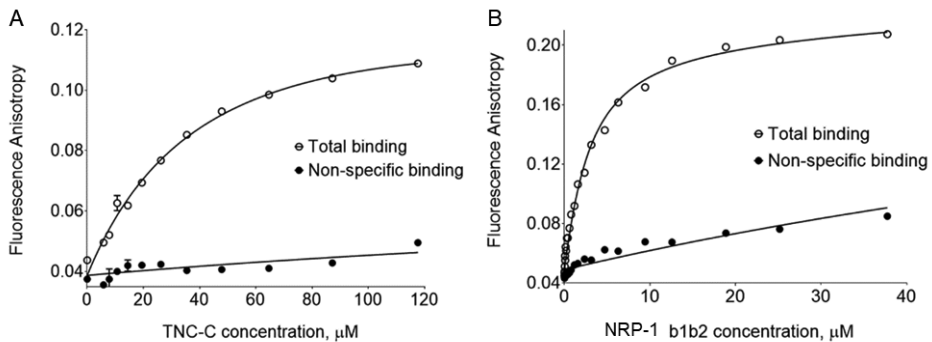 A
Fluorescence Anisotropy
0.12
0.10
0.08
0.06
0.04
0
20
40
60
80
100
120
TNC-C concentration, μM
Total binding
Non-specific binding
B
Fluorescence Anisotropy
0.20
0.16
0.12
0.08
0.04
0
10
20
30
40
NRP-1 b1b2 concentration, μM
Total binding
Non-specific binding